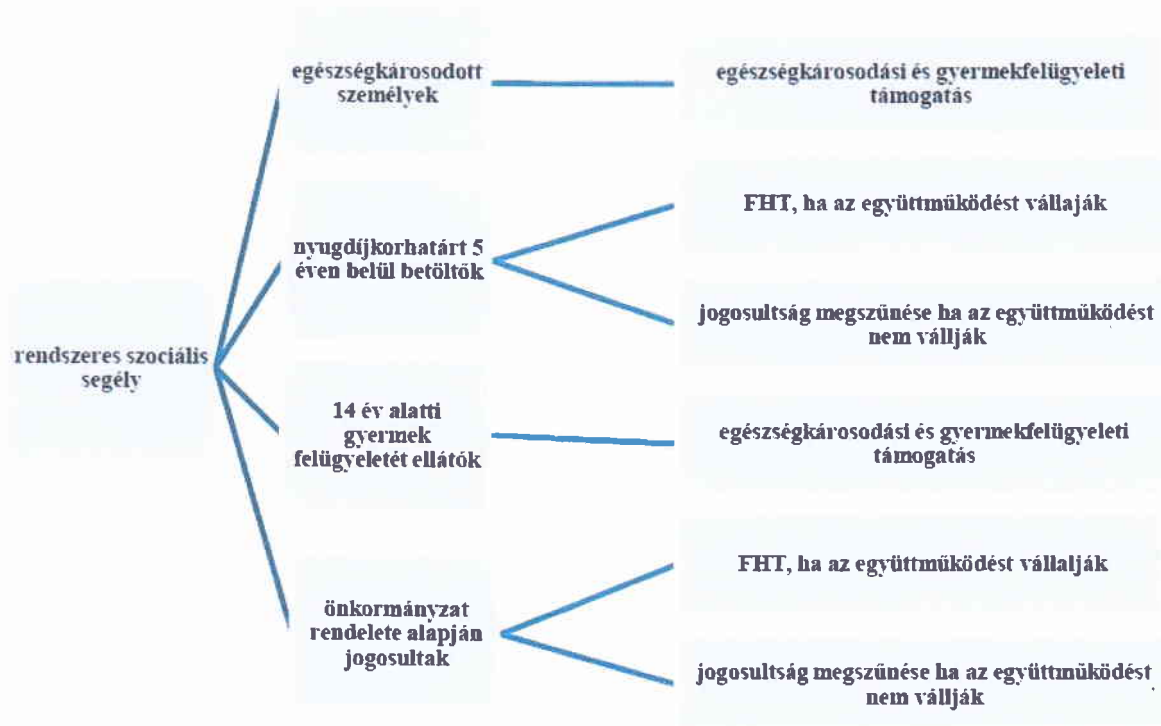 rendszeres szociális
segély
egészségkárosodott
személyek
egészségkárosodási és gyermekfelügyeleti
támogatás
nyugdíjkorhatárt 5
éven belül betöltők
FHT, ha az együttműködést vállaják
jogosultság megszűnése ha az együttműködést
nem vállják
14 év alatti
gyermek
felügyeletét ellátók
egészségkárosodási és gyermekfelügyeleti
támogatás
önkormányzat
rendelete alapján
jogosultak
FHT, ha az együttműködést vállalják
jogosultság megszűnése ha az együttműködést
nem vállják